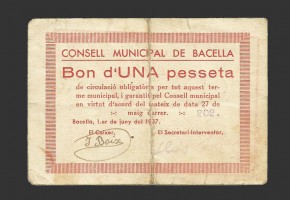 CONSELL MUNICIPAL DE BACELLA
Bon d'UNA pesseta
de circulació obligatòria per tot aquest ter-
me municipal, i garantit pel Consell municipal
en virtut d'acord del mateix de data 27 de
maig darrer. 202.
Bacella, 1.er de juny del 1937.
El Caixer, El Secretari-Interventor,
J. Boix